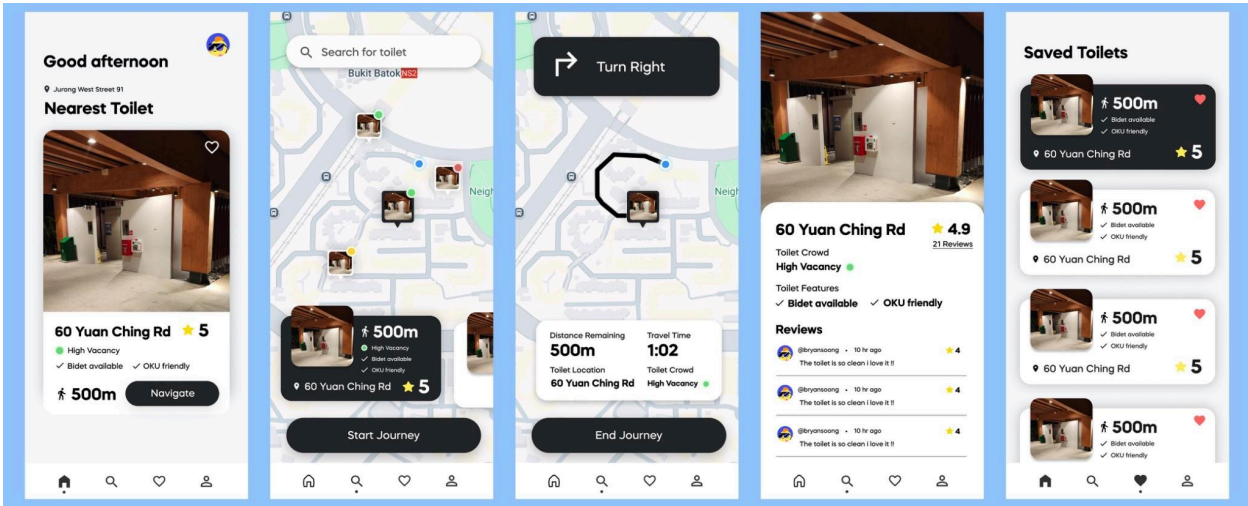 Good afternoon
Jurong West Street 91
Nearest Toilet
60 Yuan Ching Rd 5
High Vacancy
Bidet available OKU friendly
500m Navigate
Search for toilet
Bukit Batok NS2
Neigh
500m
High Vacancy
Bidet available
OKU friendly
60 Yuan Ching Rd 5
Start Journey
Turn Right
Neigh
Distance Remaining Travel Time
500m 1:02
Toilet Location Toilet Crowd
60 Yuan Ching Rd High Vacancy
End Journey
60 Yuan Ching Rd 4.9
21 Reviews
Toilet Crowd
High Vacancy
Toilet Features
Bidet available OKU friendly
Reviews
@bryansoong • 10 hr ago 4
The toilet is so clean I love it !!
@bryansoong • 10 hr ago 4
The toilet is so clean I love it !!
@bryansoong • 10 hr ago 4
The toilet is so clean I love it !!
Saved Toilets
500m
Bidet available
OKU friendly
60 Yuan Ching Rd 5
500m
Bidet available
OKU friendly
60 Yuan Ching Rd 5
500m
Bidet available
OKU friendly
60 Yuan Ching Rd 5
500m
Bidet available
OKU friendly